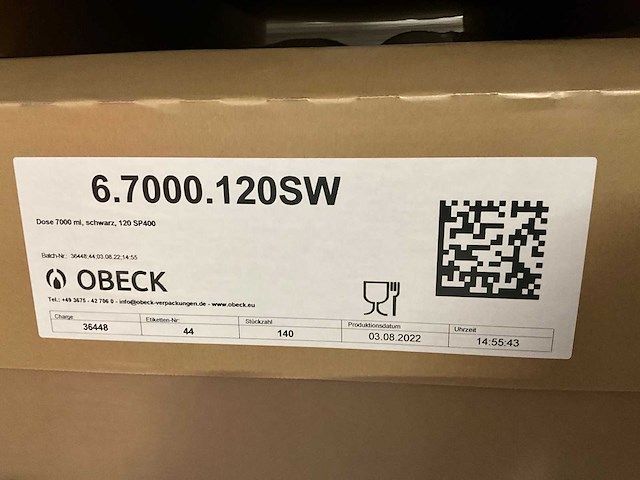 6.7000.120SW
Dose 7000 ml, schwarz, 120 SP400
Batch-Nr.: 36448;44;03.08.22;14:55
OBECK
Tel.: +49 3675 - 42 706 0 - info@obeck-verpackungen.de - www.obeck.eu
Charge Etiketten-Nr: Stückzahl Produktionsdatum Uhrzeit
36448 44 140 03.08.2022 14:55:43